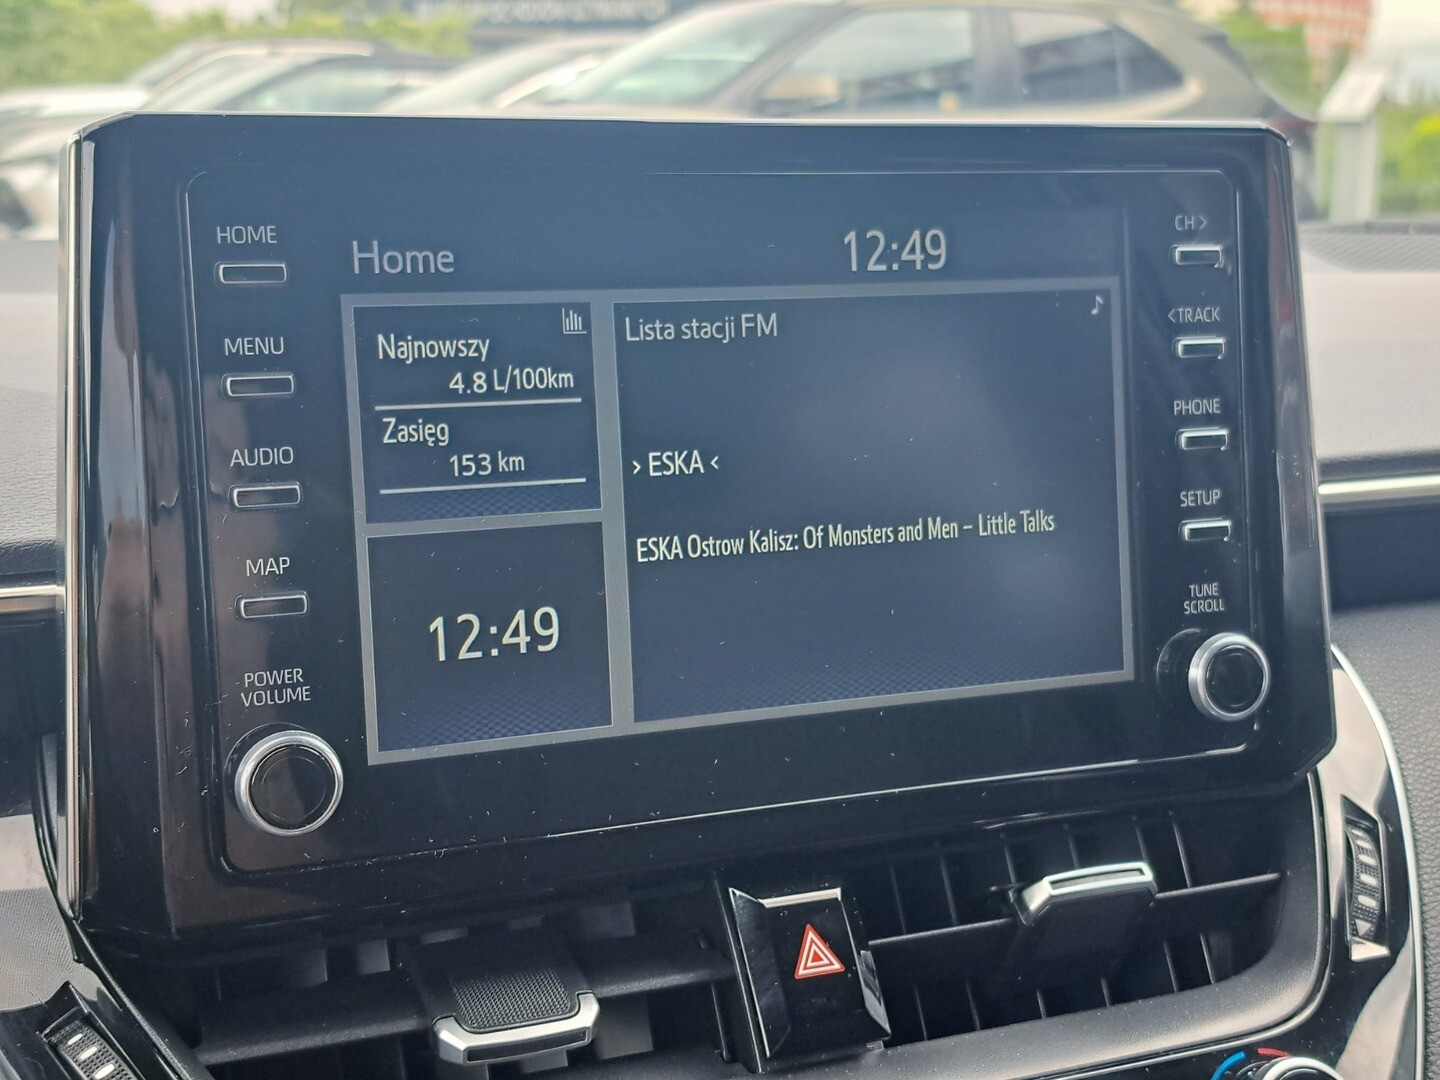 HOME
MENU
AUDIO
MAP
POWER
VOLUME
Home
12:49
Najnowszy
4.8 L/100km
Zasięg
153 km
12:49
Lista stacji FM
› ESKA ‹
ESKA Ostrow Kalisz: Of Monsters and Men – Little Talks
CH >
<TRACK
PHONE
SETUP
TUNE
SCROLL